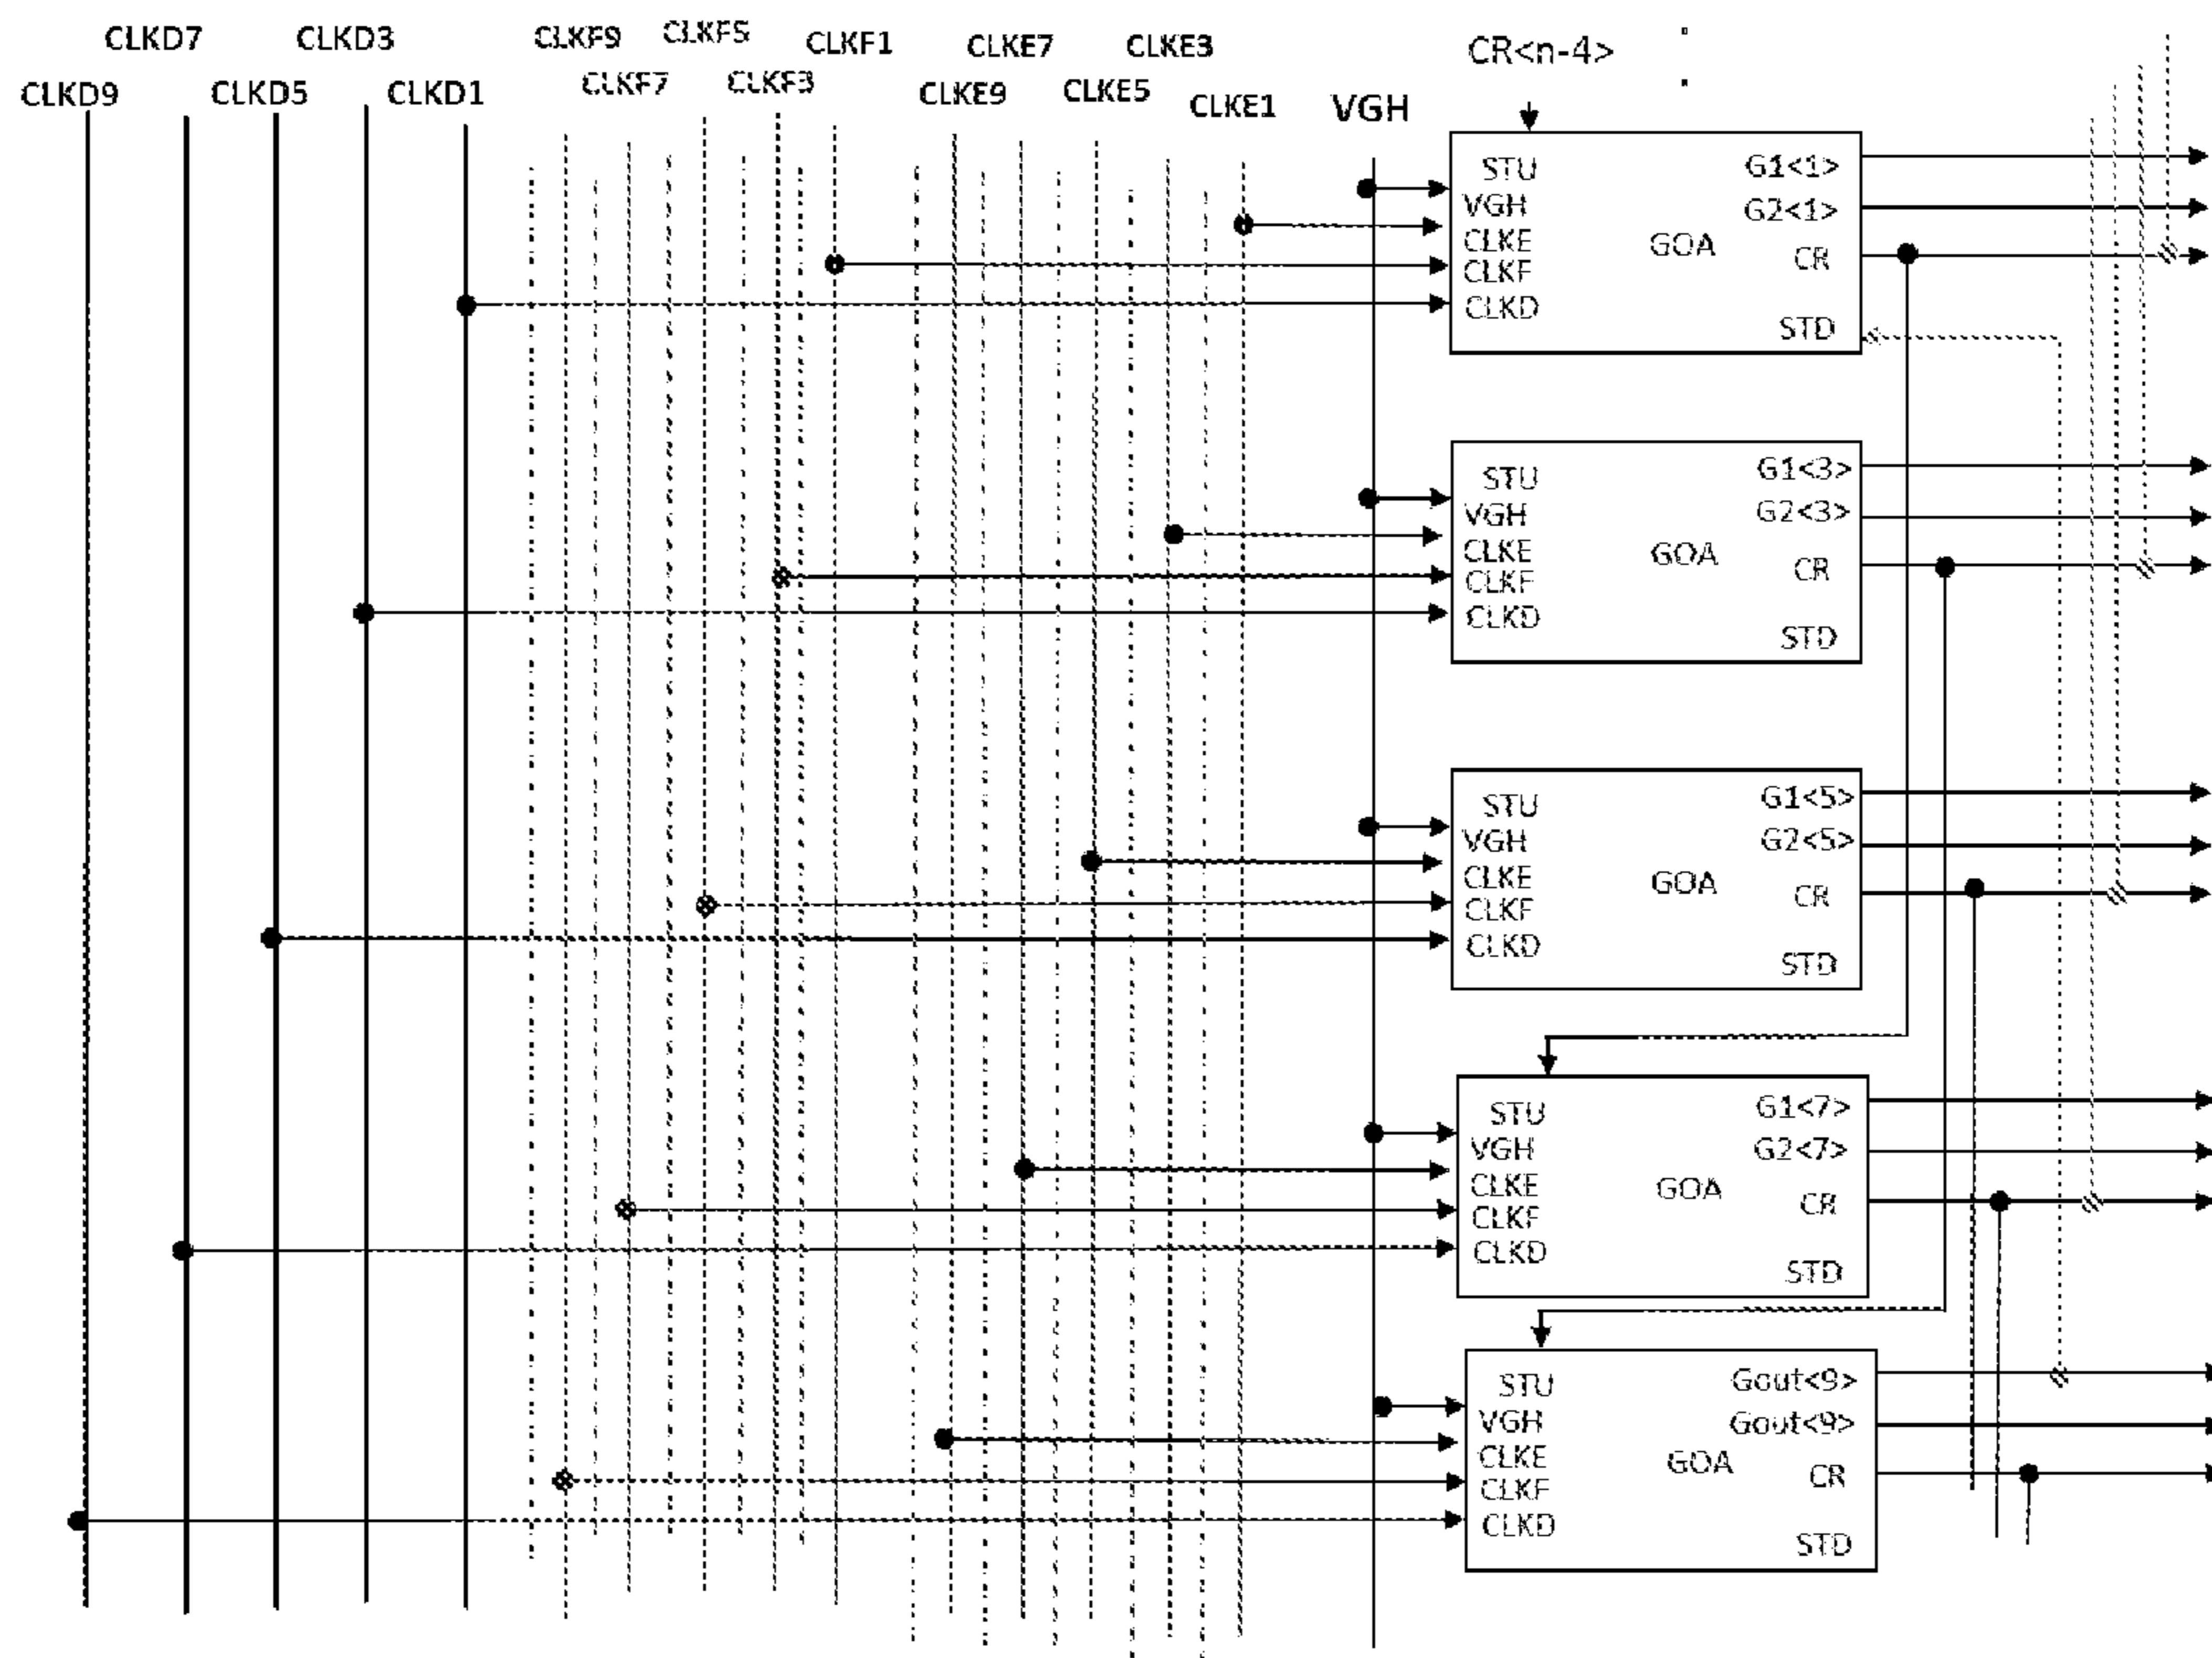 CLKD7
CLKD3
CLKF9
CLKF5
CLKF1
CLKE7
CLKE3
CR<n-4>
CLKD9
CLKD5
CLKD1
CLKF7
CLKF3
CLKE9
CLKE5
CLKE1
VGH
STU
VGH
CLKE
CLKF
CLKD
GOA
G1<1>
G2<1>
CR
STD
STU
VGH
CLKE
CLKF
CLKD
GOA
G1<3>
G2<3>
CR
STD
STU
VGH
CLKE
CLKF
CLKD
GOA
G1<5>
G2<5>
CR
STD
STU
VGH
CLKE
CLKF
CLKD
GOA
G1<7>
G2<7>
CR
STD
STU
VGH
CLKE
CLKF
CLKD
GOA
Gout<9>
Gout<9>
CR
STD